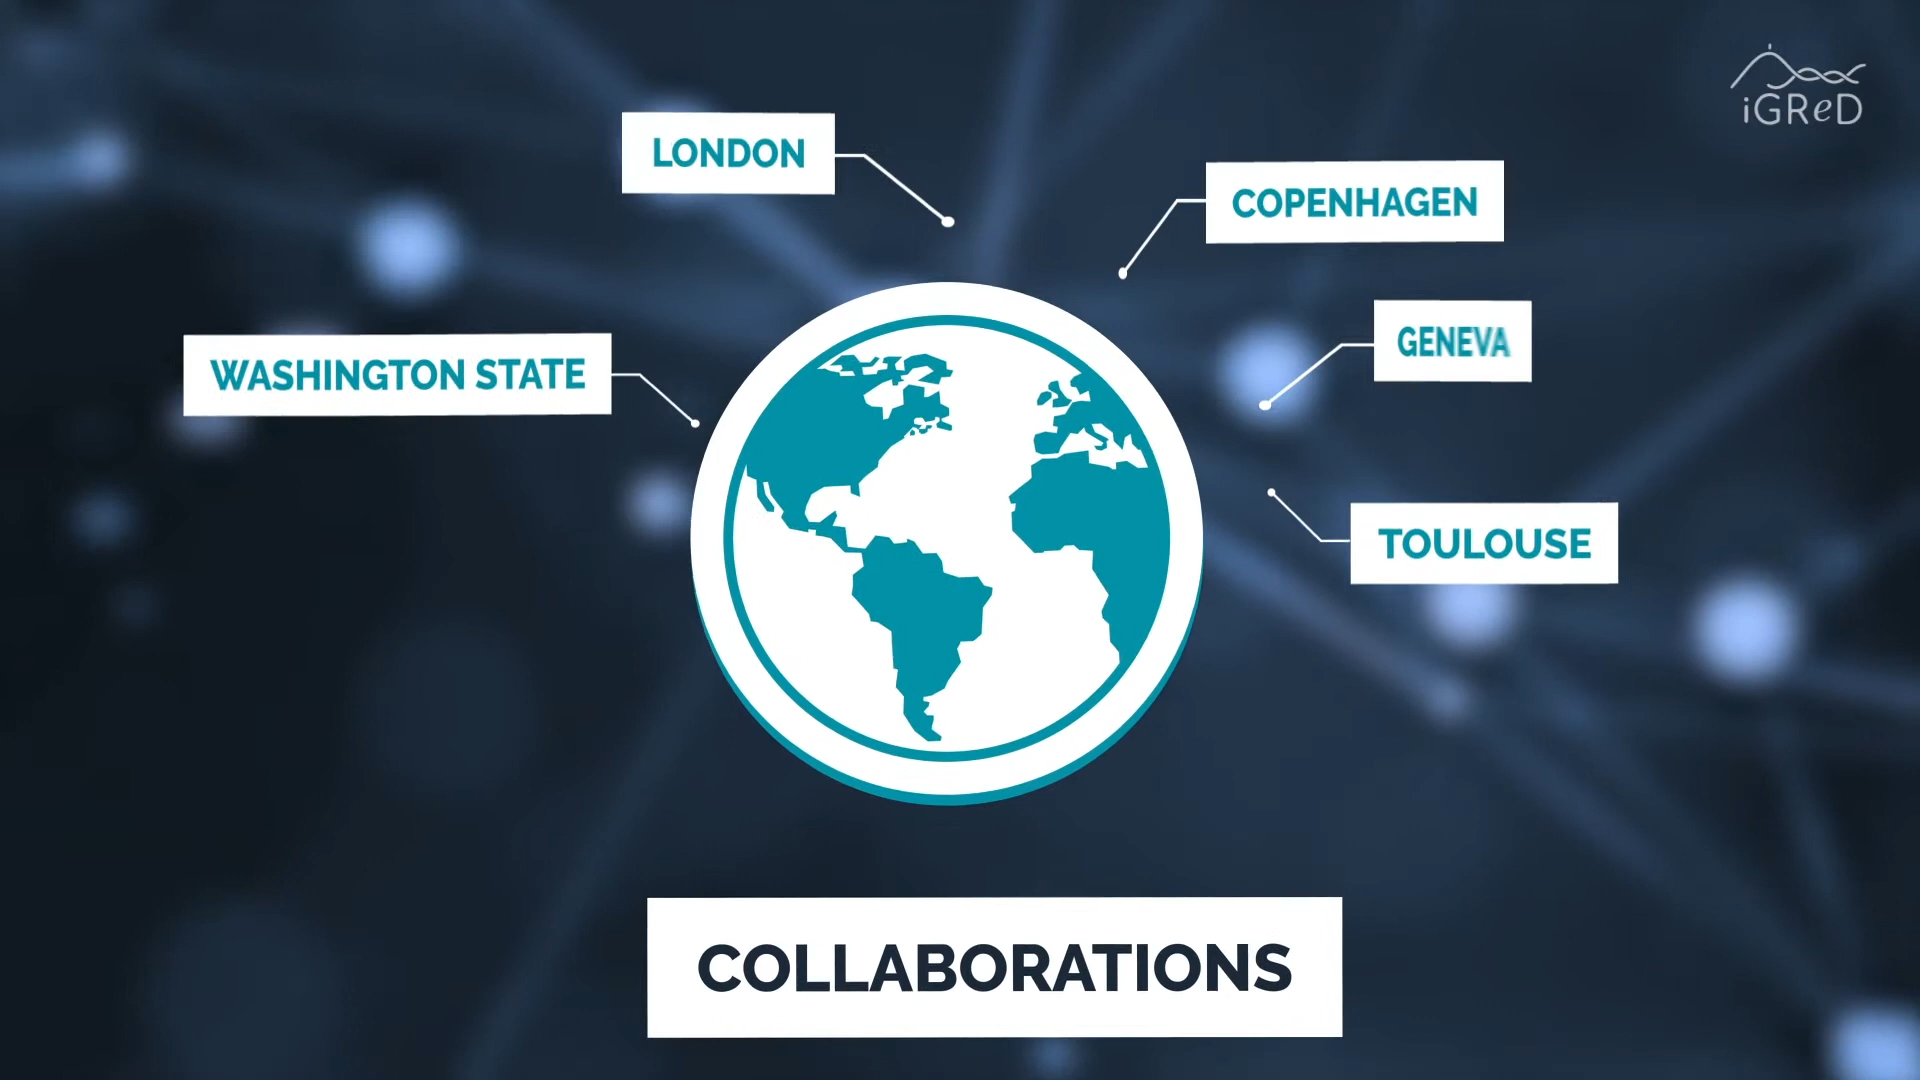 iGReD
LONDON
COPENHAGEN
GENEVA
WASHINGTON STATE
TOULOUSE
COLLABORATIONS